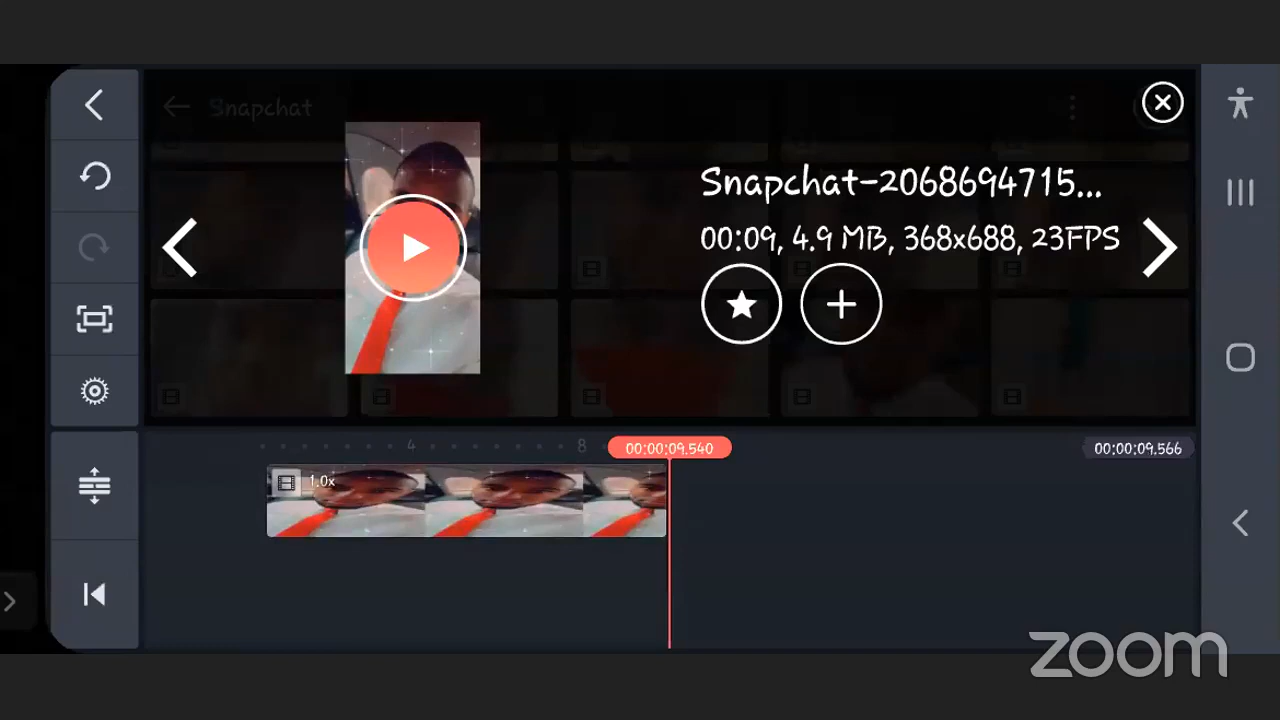 Snapchat
Snapchat-2068694715...
00:09, 4.9 MB, 368x688, 23FPS
4
8
00:00:09.540
00:00:09.566
1.0x
zoom